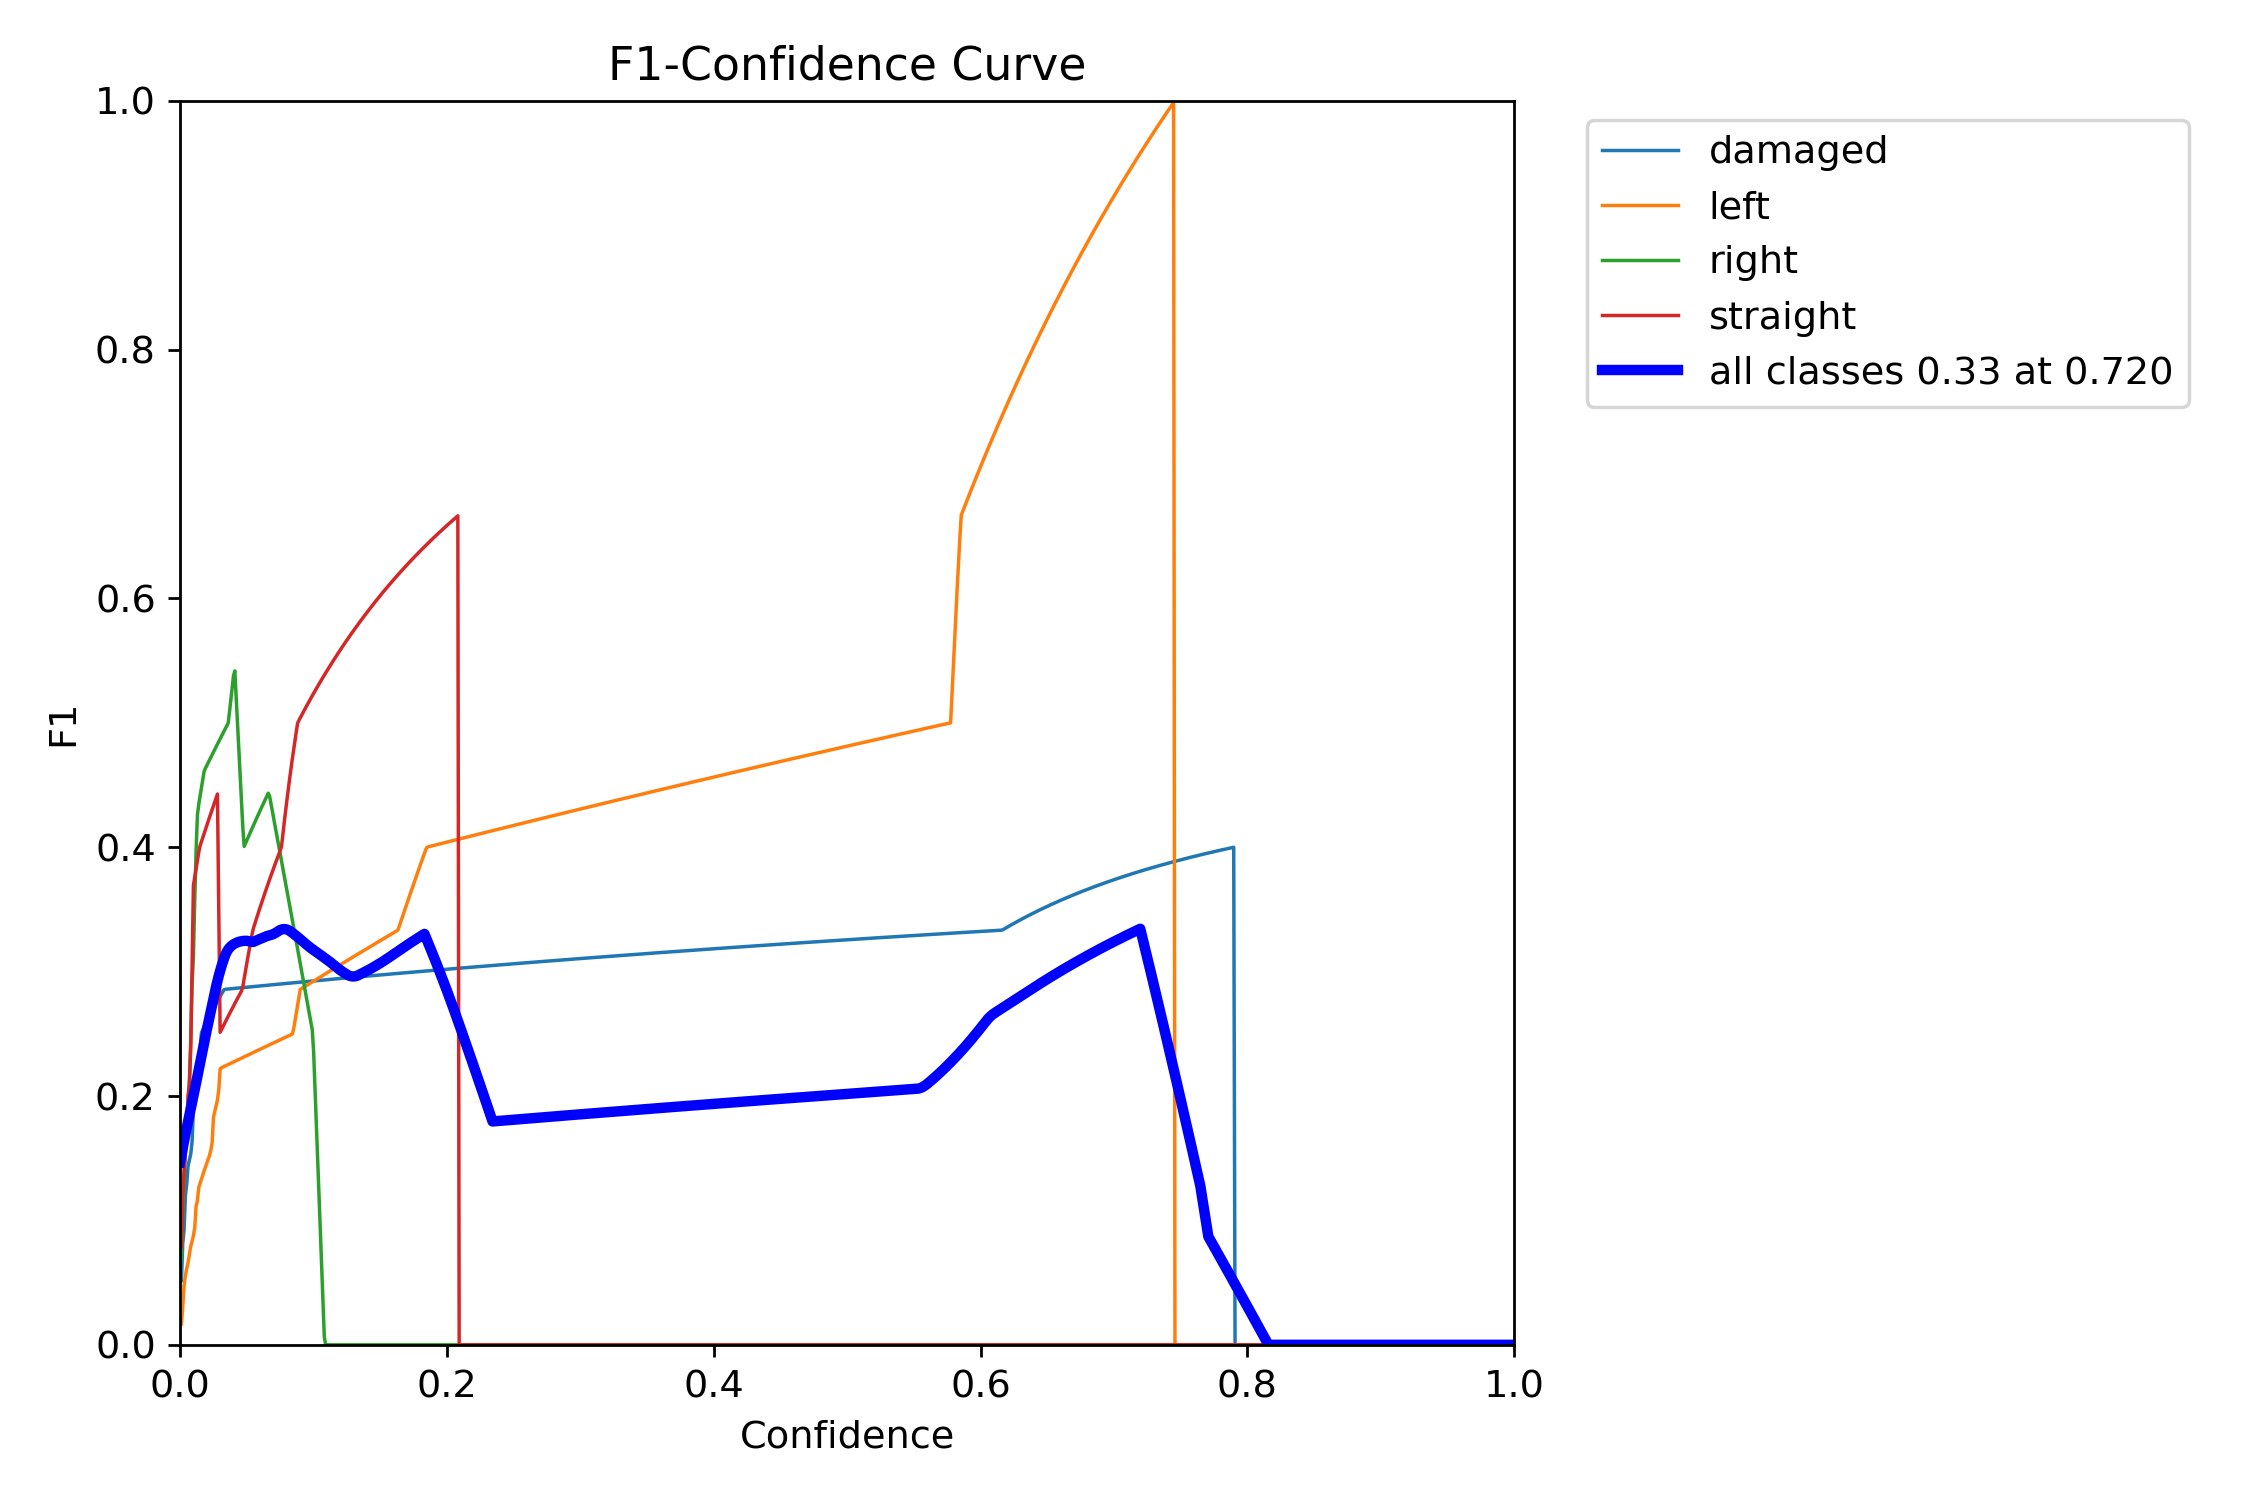 F1-Confidence Curve
1.0
0.8
0.6
0.4
0.2
0.0
F1
0.0 0.2 0.4 0.6 0.8 1.0
Confidence
damaged
left
right
straight
all classes 0.33 at 0.720